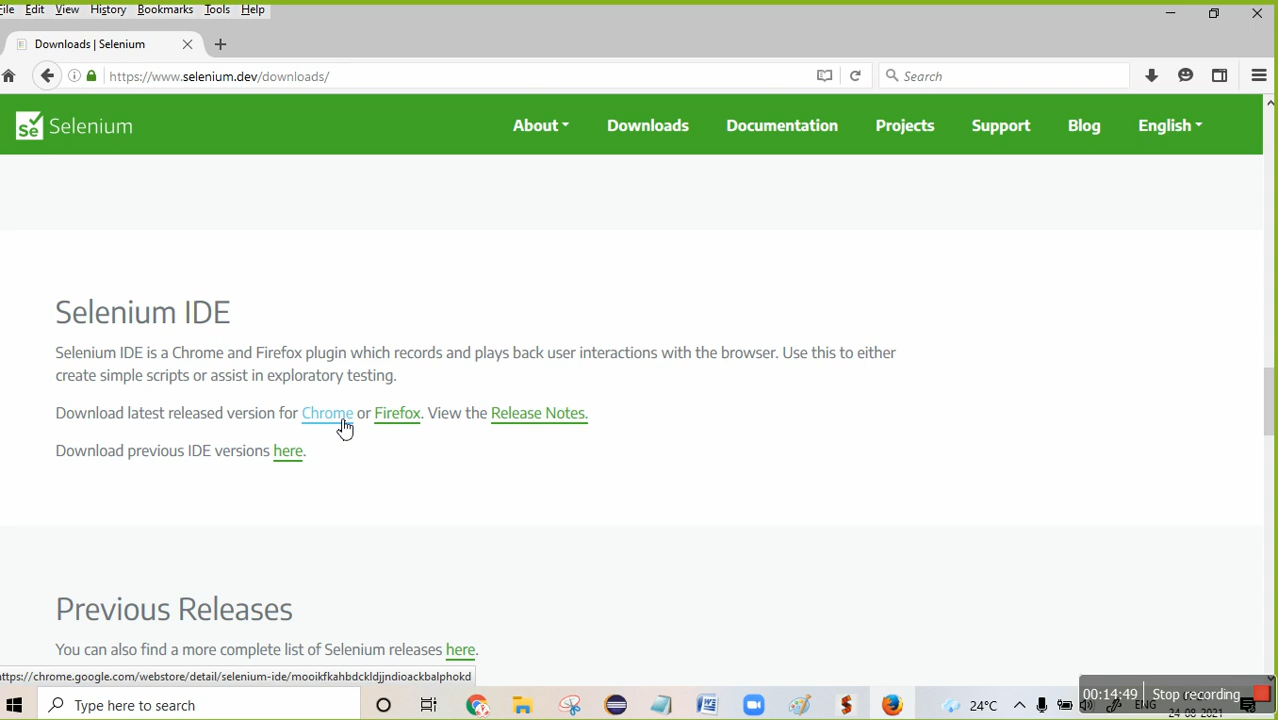 File Edit View History Bookmarks Tools Help
Downloads | Selenium
https://www.selenium.dev/downloads/
Search
Se Selenium
About Downloads Documentation Projects Support Blog English
Selenium IDE
Selenium IDE is a Chrome and Firefox plugin which records and plays back user interactions with the browser. Use this to either
create simple scripts or assist in exploratory testing.
Download latest released version for Chrome or Firefox. View the Release Notes.
Download previous IDE versions here.
Previous Releases
You can also find a more complete list of Selenium releases here.
https://chrome.google.com/webstore/detail/selenium-ide/mooikfkahbdckldjjndioackbalphokd
Type here to search
24°C
ENG
00:14:49 Stop recording
24-08-2021